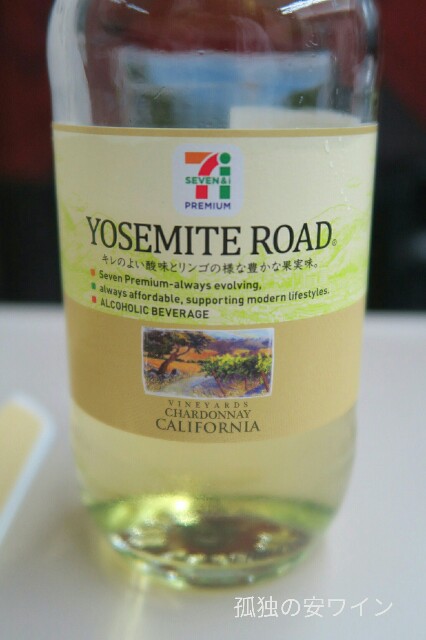 SEVEN&i
PREMIUM
YOSEMITE ROAD®
キレのよい酸味とリンゴの様な豊かな果実味。
Seven Premium-always evolving,
always affordable, supporting modern lifestyles.
ALCOHOLIC BEVERAGE
VINEYARDS
CHARDONNAY
CALIFORNIA
孤独の安ワイン